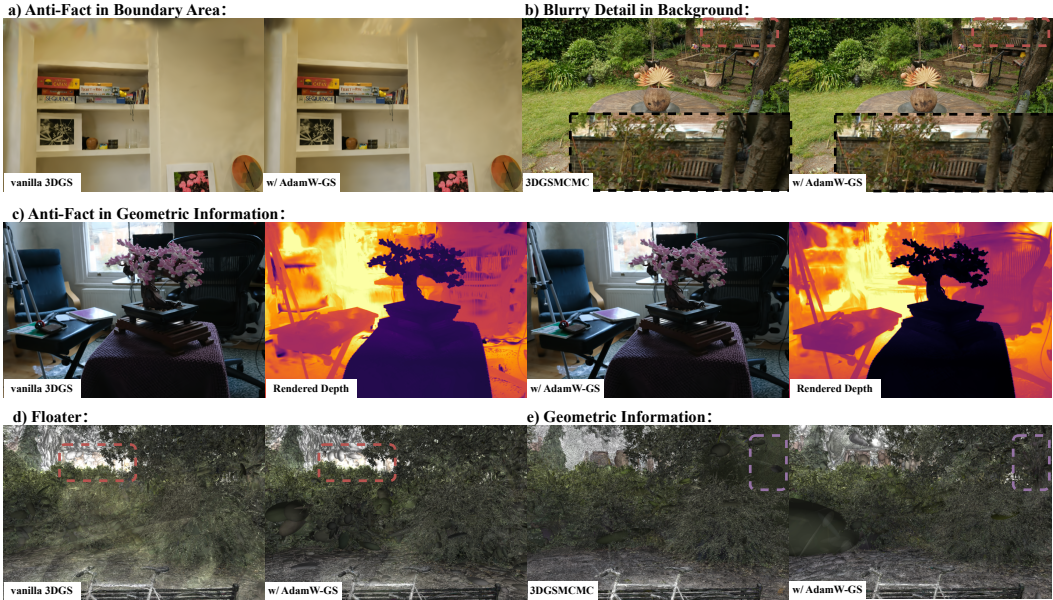 a) Anti-Fact in Boundary Area:
b) Blurry Detail in Background:
SEQUENCE
vanilla 3DGS
w/ AdamW-GS
3DGSMCMC
w/ AdamW-GS
c) Anti-Fact in Geometric Information:
vanilla 3DGS
Rendered Depth
w/ AdamW-GS
Rendered Depth
d) Floater:
e) Geometric Information:
vanilla 3DGS
w/ AdamW-GS
3DGSMCMC
w/ AdamW-GS